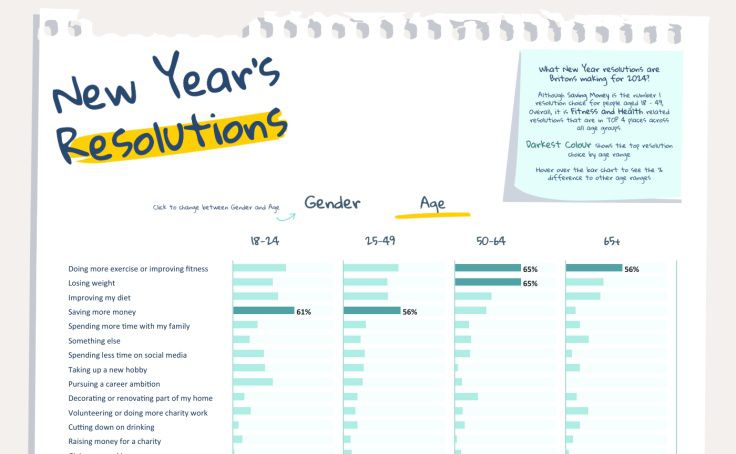 New Year's
Resolutions
What New Year resolutions are
Britons making for 2024?
Although Saving Money is the number 1
resolution choice for people aged 18 - 49,
Overall, it is Fitness and Health related
resolutions that are in TOP 4 places across
all age groups.
Darkest Colour shows the top resolution
choice by age range
Hover over the bar chart to see the %
difference to other age ranges
Click to change between Gender and Age
Gender
Age
18-24
25-49
50-64
65+
Doing more exercise or improving fitness
65%
56%
Losing weight
65%
Improving my diet
Saving more money
61%
56%
Spending more time with my family
Something else
Spending less time on social media
Taking up a new hobby
Pursuing a career ambition
Decorating or renovating part of my home
Volunteering or doing more charity work
Cutting down on drinking
Raising money for a charity